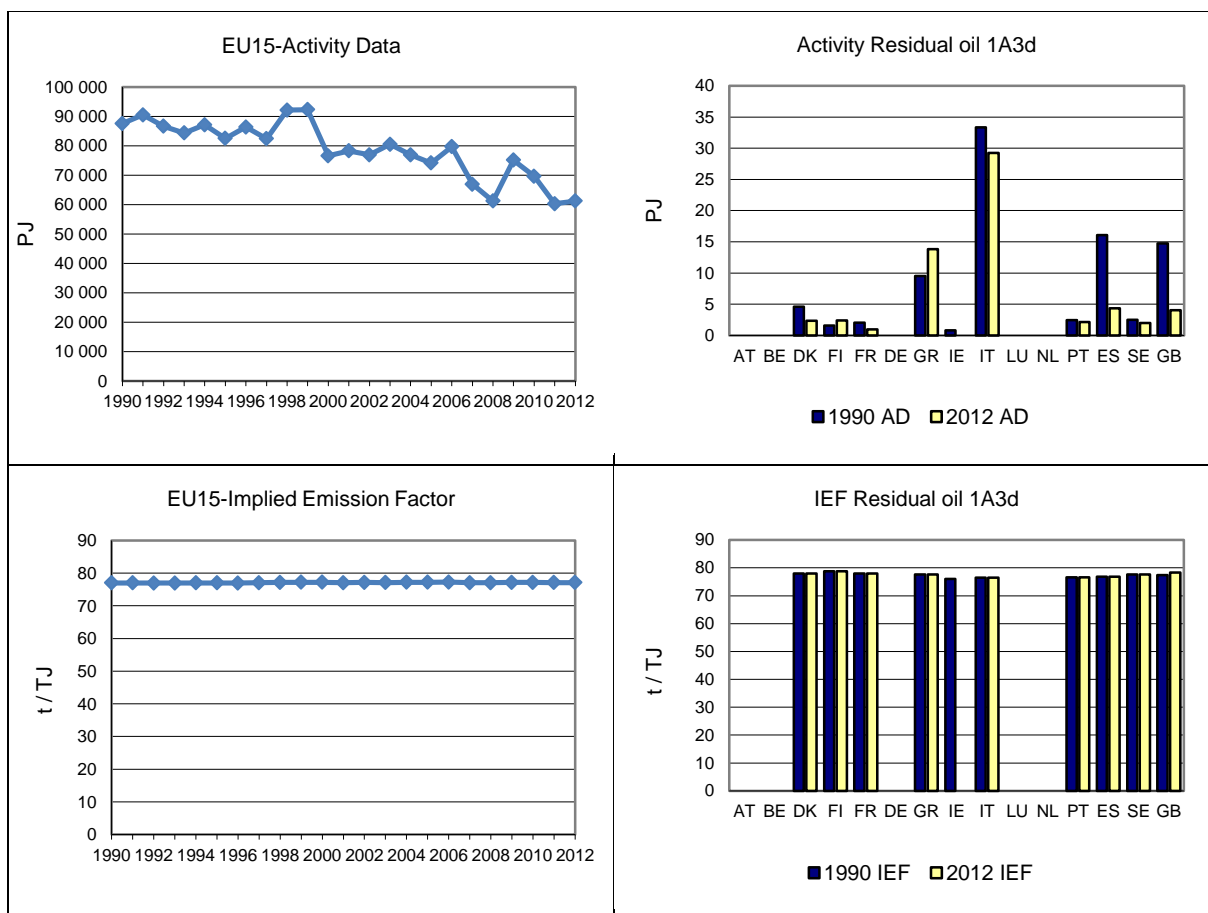 EU15-Activity Data
PJ
100 000
90 000
80 000
70 000
60 000
50 000
40 000
30 000
20 000
10 000
0
1990 1992 1994 1996 1998 2000 2002 2004 2006 2008 2010 2012
Activity Residual oil 1A3d
PJ
40
35
30
25
20
15
10
5
0
AT BE DK FI FR DE GR IE IT LU NL PT ES SE GB
1990 AD 2012 AD
EU15-Implied Emission Factor
t / TJ
90
80
70
60
50
40
30
20
10
0
1990 1992 1994 1996 1998 2000 2002 2004 2006 2008 2010 2012
IEF Residual oil 1A3d
t / TJ
90
80
70
60
50
40
30
20
10
0
AT BE DK FI FR DE GR IE IT LU NL PT ES SE GB
1990 IEF 2012 IEF